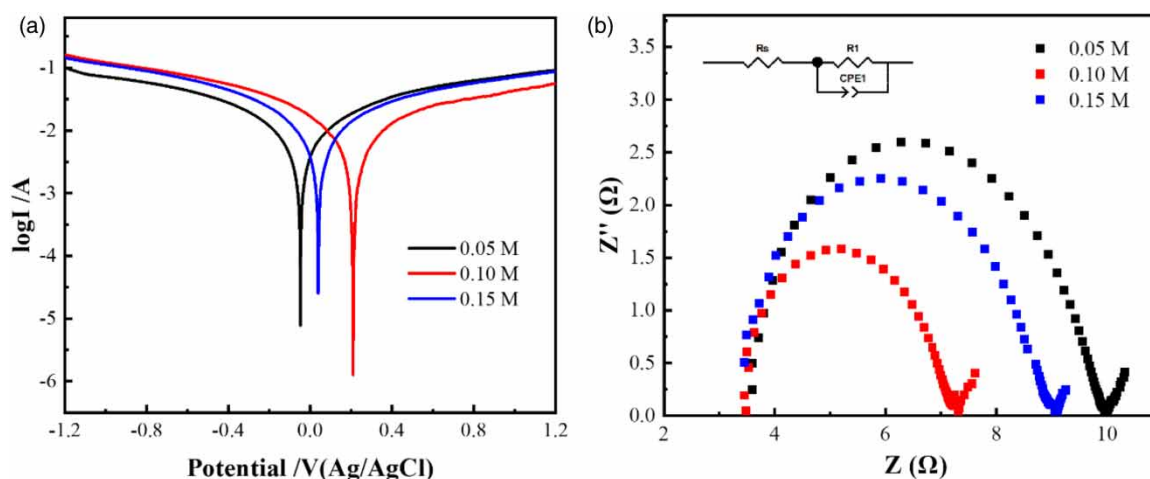 (a)
-1
-2
-3
-4
-5
-6
logI /A
0.05 M
0.10 M
0.15 M
-1.2
-0.8
-0.4
0.0
0.4
0.8
1.2
Potential /V(Ag/AgCl)
(b)
3.5
3.0
2.5
2.0
1.5
1.0
0.5
0.0
Z'' (Ω)
Rs
R1
CPE1
0.05 M
0.10 M
0.15 M
2
4
6
8
10
Z (Ω)